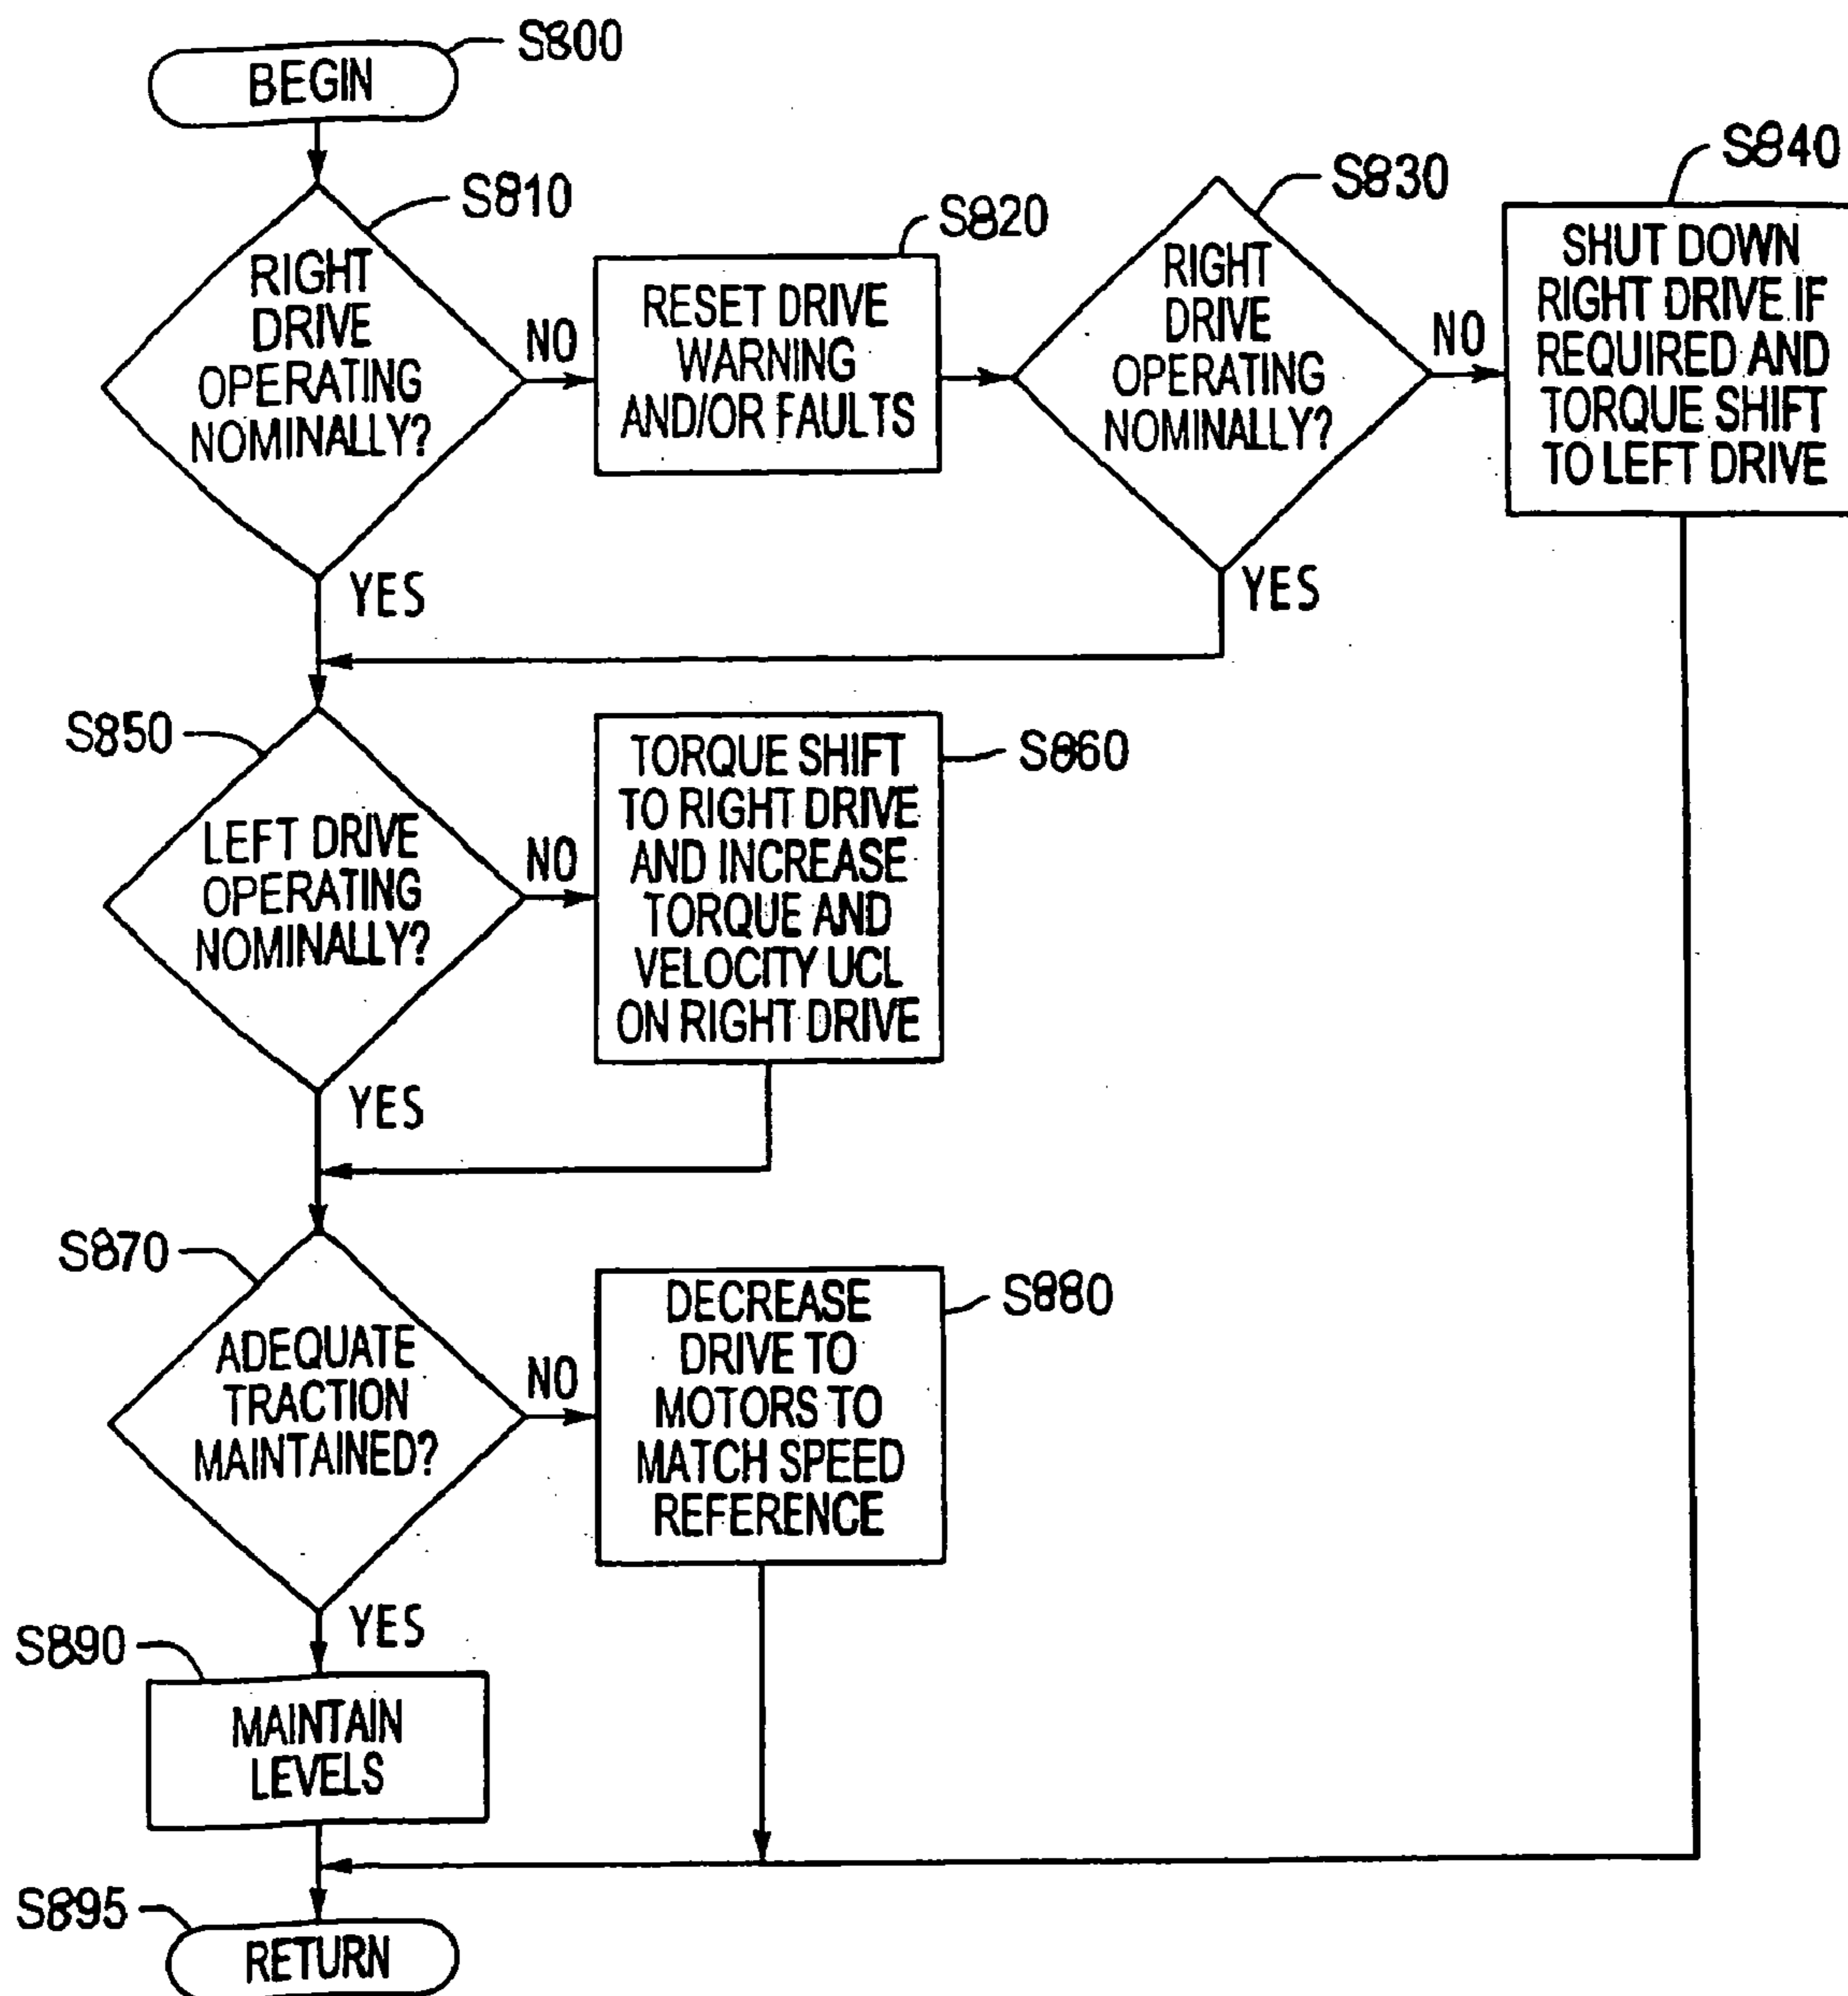 S800
BEGIN
S810
RIGHT
DRIVE
OPERATING
NOMINALLY?
NO
YES
S820
RESET DRIVE
WARNING
AND/OR FAULTS
S830
RIGHT
DRIVE
OPERATING
NOMINALLY?
NO
YES
S840
SHUT DOWN
RIGHT DRIVE IF
REQUIRED AND
TORQUE SHIFT
TO LEFT DRIVE
S850
LEFT DRIVE
OPERATING
NOMINALLY?
NO
YES
S860
TORQUE SHIFT
TO RIGHT DRIVE
AND INCREASE
TORQUE AND
VELOCITY UCL
ON RIGHT DRIVE
S870
ADEQUATE
TRACTION
MAINTAINED?
NO
YES
S880
DECREASE
DRIVE TO
MOTORS TO
MATCH SPEED
REFERENCE
S890
MAINTAIN
LEVELS
S895
RETURN